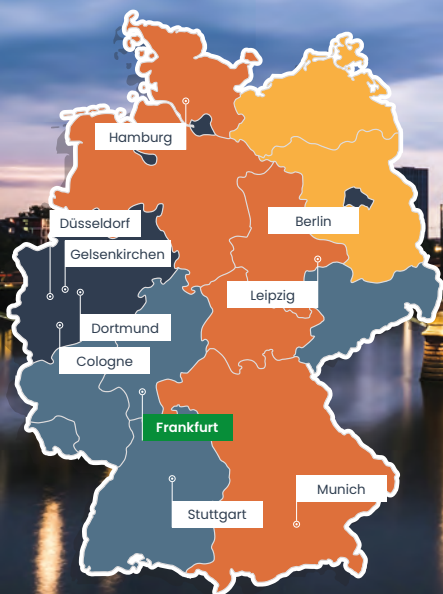 Hamburg
Düsseldorf
Berlin
Gelsenkirchen
Leipzig
Dortmund
Cologne
Frankfurt
Munich
Stuttgart